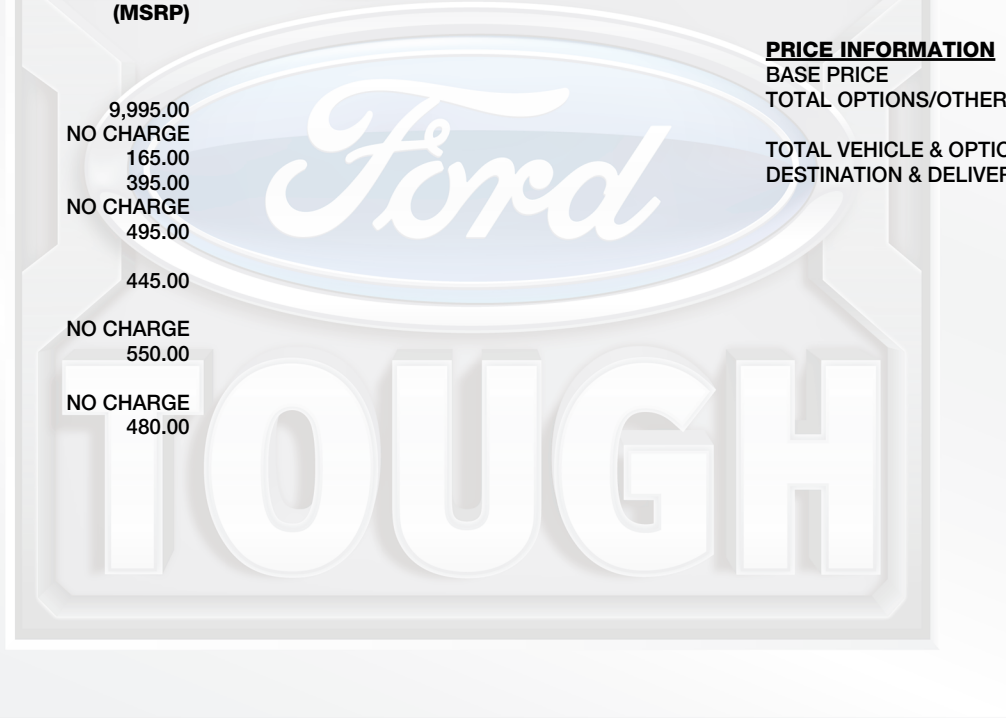 (MSRP)
9,995.00
NO CHARGE
165.00
395.00
NO CHARGE
495.00
445.00
NO CHARGE
550.00
NO CHARGE
480.00
PRICE INFORMATION
BASE PRICE
TOTAL OPTIONS/OTHER
TOTAL VEHICLE & OPTIO
DESTINATION & DELIVER
Ford
TOUGH